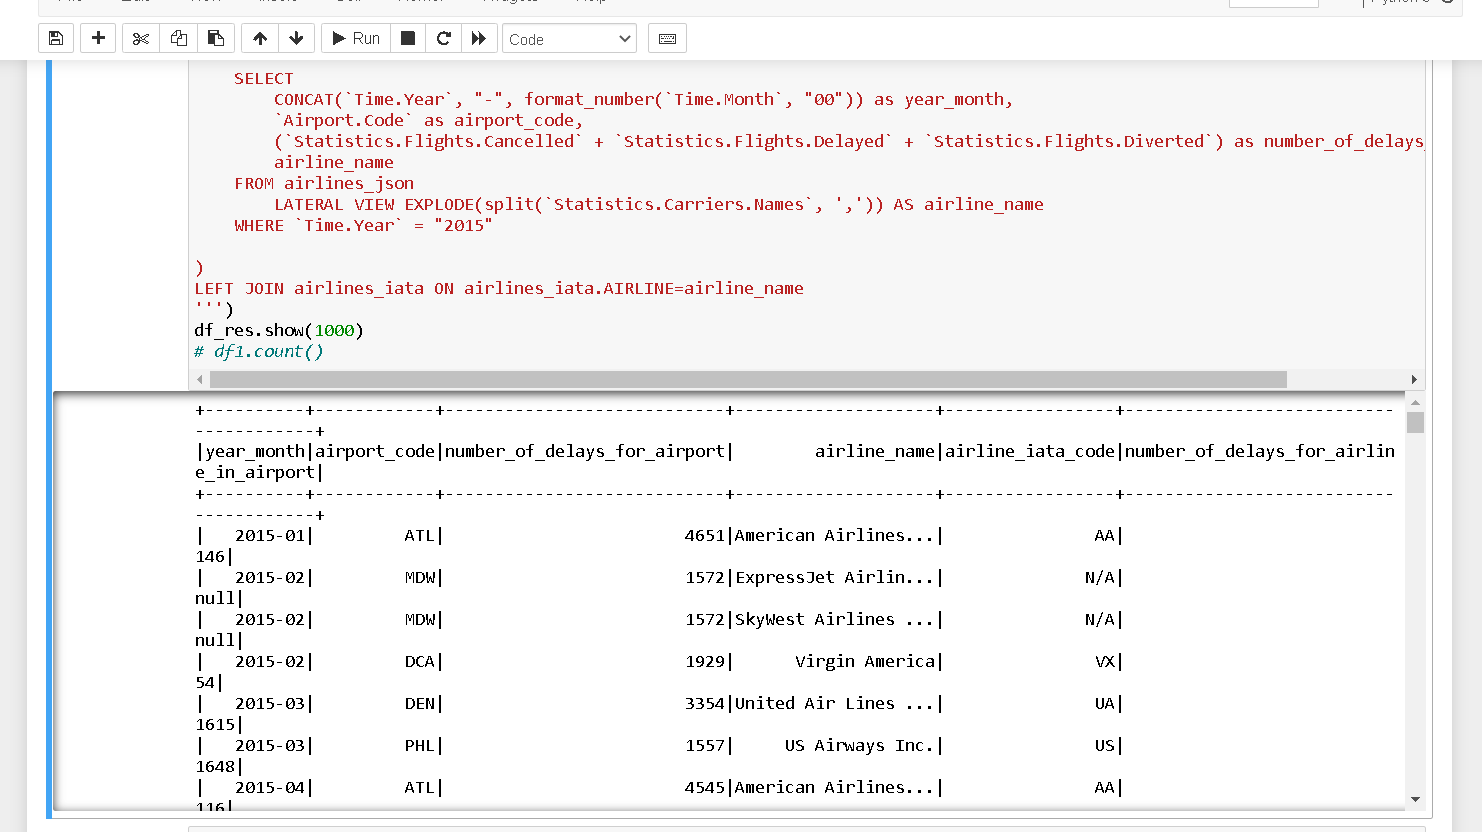 Run
Code
SELECT
CONCAT(`Time.Year`, "-", format_number(`Time.Month`, "00")) as year_month,
`Airport.Code` as airport_code,
(`Statistics.Flights.Cancelled` + `Statistics.Flights.Delayed` + `Statistics.Flights.Diverted`) as number_of_delays_
airline_name
FROM airlines_json
LATERAL VIEW EXPLODE(split(`Statistics.Carriers.Names`, ',')) AS airline_name
WHERE `Time.Year` = "2015"
)
LEFT JOIN airlines_iata ON airlines_iata.AIRLINE=airline_name
''')
df_res.show(1000)
# df1.count()
+----------+------------+----------------------------+--------------------+-----------------+---------------------------
------------+
|year_month|airport_code|number_of_delays_for_airport|        airline_name|airline_iata_code|number_of_delays_for_airlin
e_in_airport|
+----------+------------+----------------------------+--------------------+-----------------+---------------------------
------------+
|   2015-01|         ATL|                        4651|American Airlines...|               AA|
146|
|   2015-02|         MDW|                        1572|ExpressJet Airlin...|              N/A|
null|
|   2015-02|         MDW|                        1572|SkyWest Airlines ...|              N/A|
null|
|   2015-02|         DCA|                        1929|      Virgin America|               VX|
54|
|   2015-03|         DEN|                        3354|United Air Lines ...|               UA|
1615|
|   2015-03|         PHL|                        1557|     US Airways Inc.|               US|
1648|
|   2015-04|         ATL|                        4545|American Airlines...|               AA|
116|